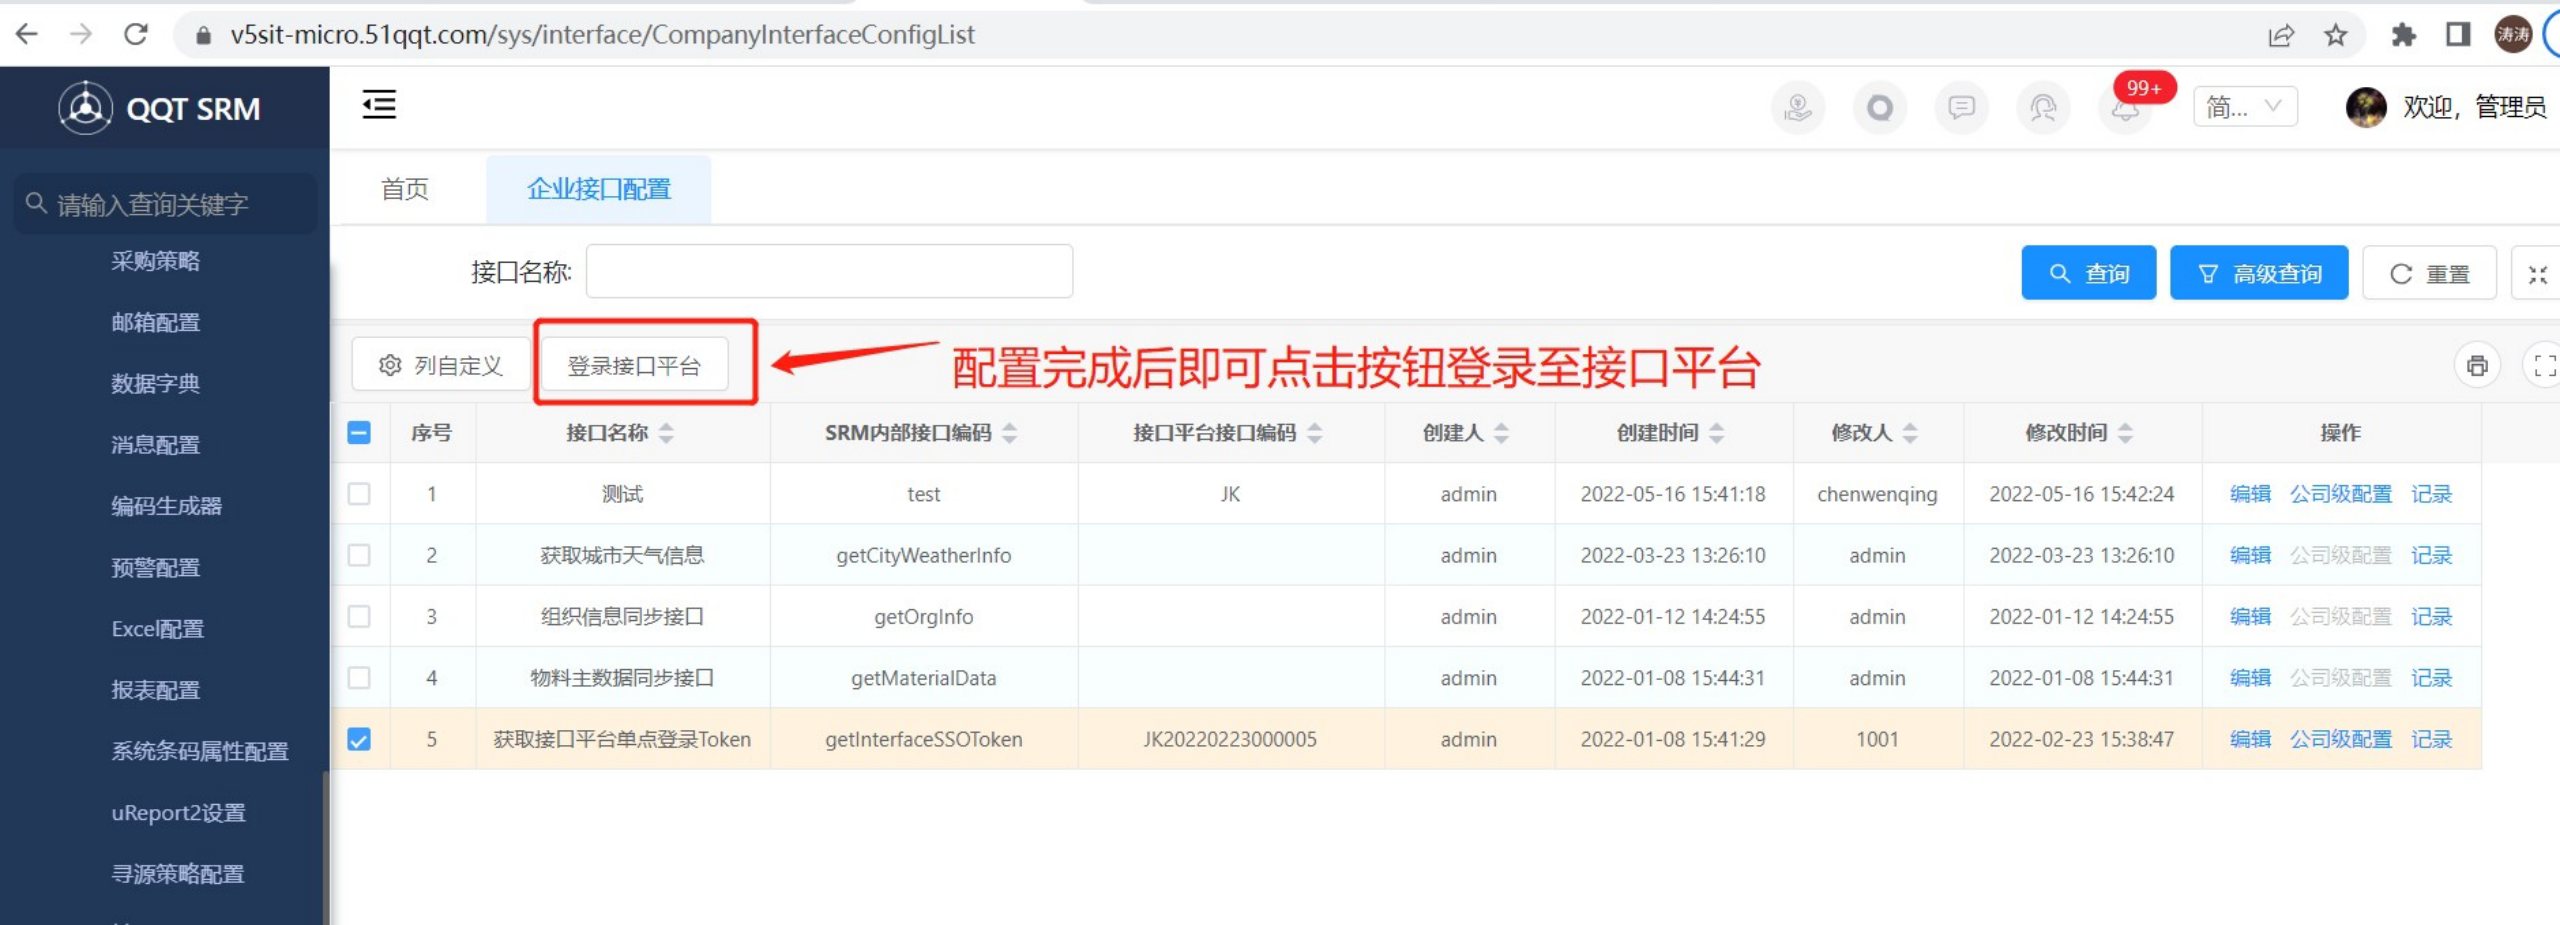 v5sit-micro.51qqt.com/sys/interface/CompanyInterfaceConfigList
涛涛
QQT SRM
99+
简...
欢迎，管理员
请输入查询关键字
首页
企业接口配置
采购策略
邮箱配置
数据字典
消息配置
编码生成器
预警配置
Excel配置
报表配置
系统条码属性配置
uReport2设置
寻源策略配置
接口名称:
查询
高级查询
重置
列自定义
登录接口平台
配置完成后即可点击按钮登录至接口平台
序号 接口名称 SRM内部接口编码 接口平台接口编码 创建人 创建时间 修改人 修改时间 操作
1 测试 test JK admin 2022-05-16 15:41:18 chenwenqing 2022-05-16 15:42:24 编辑 公司级配置 记录
2 获取城市天气信息 getCityWeatherInfo admin 2022-03-23 13:26:10 admin 2022-03-23 13:26:10 编辑 公司级配置 记录
3 组织信息同步接口 getOrgInfo admin 2022-01-12 14:24:55 admin 2022-01-12 14:24:55 编辑 公司级配置 记录
4 物料主数据同步接口 getMaterialData admin 2022-01-08 15:44:31 admin 2022-01-08 15:44:31 编辑 公司级配置 记录
5 获取接口平台单点登录Token getInterfaceSSOToken JK20220223000005 admin 2022-01-08 15:41:29 1001 2022-02-23 15:38:47 编辑 公司级配置 记录